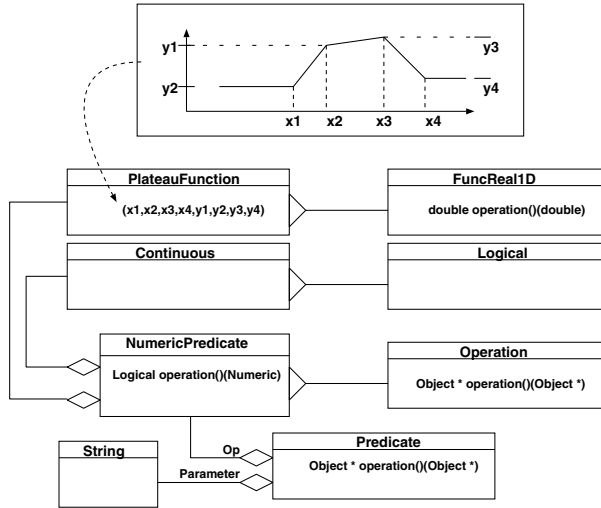 y1
y3
y2
y4
x1 x2 x3 x4
PlateauFunction
(x1,x2,x3,x4,y1,y2,y3,y4)
FuncReal1D
double operation()(double)
Continuous
Logical
NumericPredicate
Logical operation()(Numeric)
Operation
Object * operation()(Object *)
String
Op
Parameter
Predicate
Object * operation()(Object *)